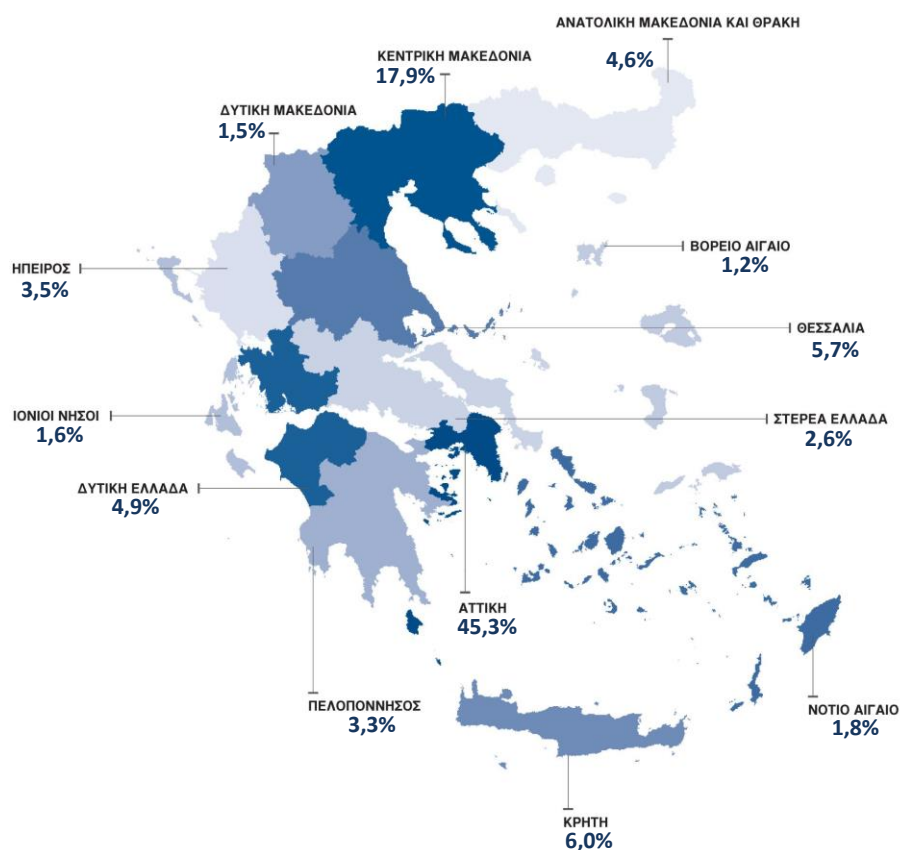 ΑΝΑΤΟΛΙΚΗ ΜΑΚΕΔΟΝΙΑ ΚΑΙ ΘΡΑΚΗ
4,6%
ΚΕΝΤΡΙΚΗ ΜΑΚΕΔΟΝΙΑ
17,9%
ΔΥΤΙΚΗ ΜΑΚΕΔΟΝΙΑ
1,5%
ΒΟΡΕΙΟ ΑΙΓΑΙΟ
1,2%
ΗΠΕΙΡΟΣ
3,5%
ΘΕΣΣΑΛΙΑ
5,7%
ΙΟΝΙΟΙ ΝΗΣΟΙ
1,6%
ΣΤΕΡΕΑ ΕΛΛΑΔΑ
2,6%
ΔΥΤΙΚΗ ΕΛΛΑΔΑ
4,9%
ΑΤΤΙΚΗ
45,3%
ΠΕΛΟΠΟΝΝΗΣΟΣ
3,3%
ΝΟΤΙΟ ΑΙΓΑΙΟ
1,8%
ΚΡΗΤΗ
6,0%